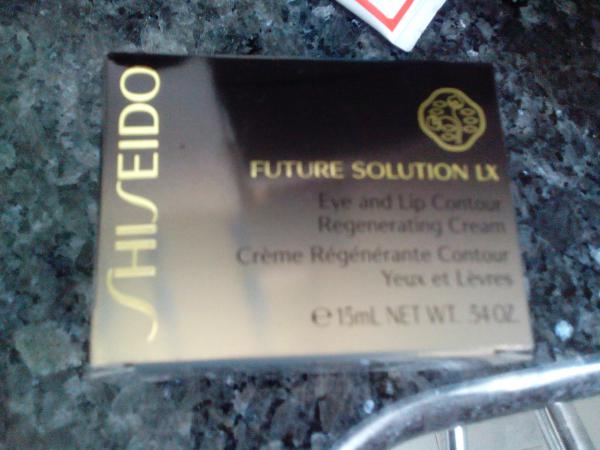 SHISEIDO
FUTURE SOLUTION LX
Eye and Lip Contour
Regenerating Cream
Crème Régénérante Contour
Yeux et Lèvres
℮15mL NET WT. .54 OZ.